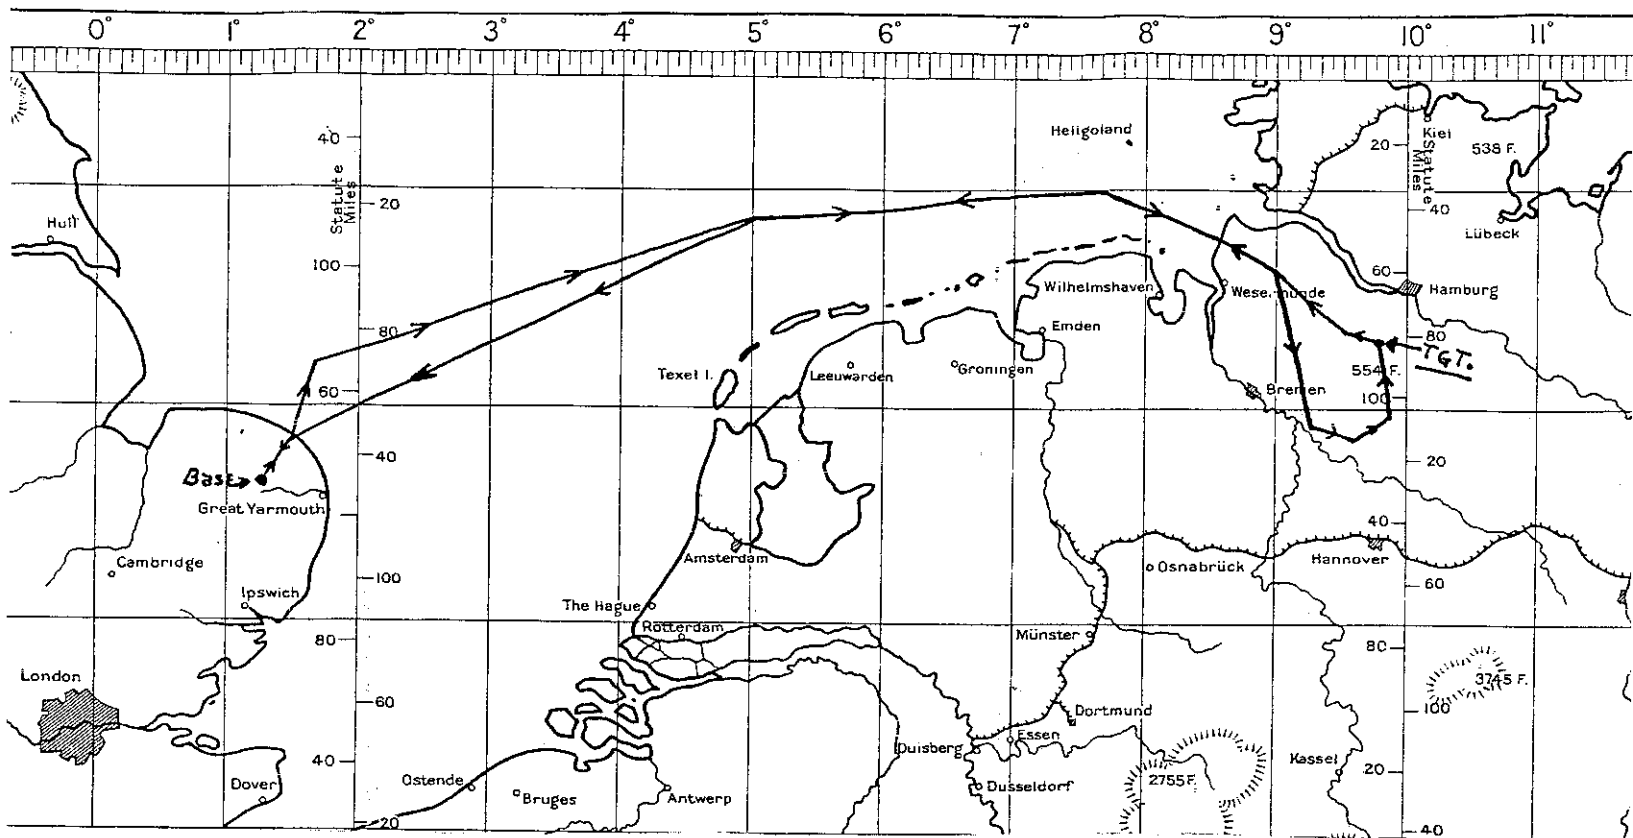 0° 1° 2° 3° 4° 5° 6° 7° 8° 9° 10° 11°
40
Heligoland
20
Kiel
538 F.
Statute
Miles
Statute
Miles
20
40
Hull
Lübeck
100
60
Wilhelmshaven
Wesermünde
Hamburg
80
Emden
80
TGT.
Texel I.
Leeuwarden
Groningen
554 F.
60
Bremen
100
40
20
BASE
Great Yarmouth
40
Amsterdam
Cambridge
Osnabrück
Hannover
100
60
Ipswich
The Hague
Rotterdam
80
Münster
80
London
3745 F.
60
100
Dortmund
Essen
Duisberg
40
Kassel
20
Dover
Ostende
Bruges
Antwerp
Dusseldorf
2755 F.
20
40